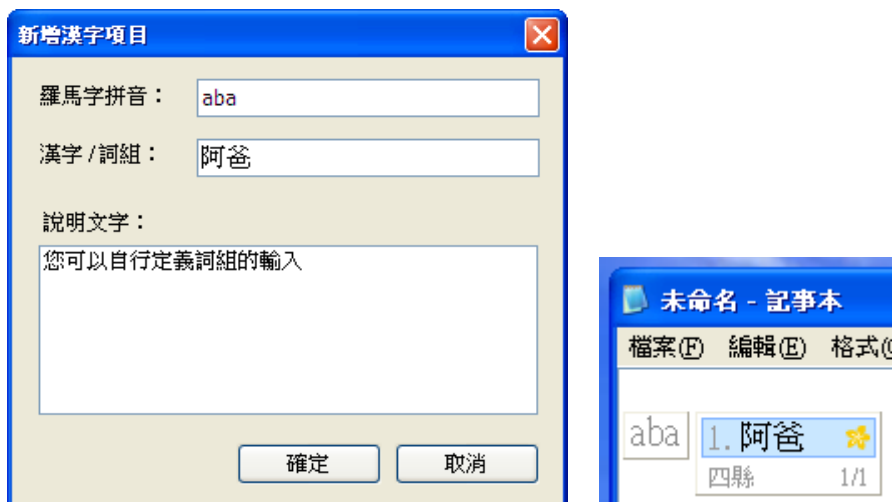 新增漢字項目
羅馬字拼音：
aba
漢字/詞組：
阿爸
說明文字：
您可以自行定義詞組的輸入
確定
取消
未命名 - 記事本
檔案(F) 編輯(E) 格式(
aba
1. 阿爸
四縣 1/1